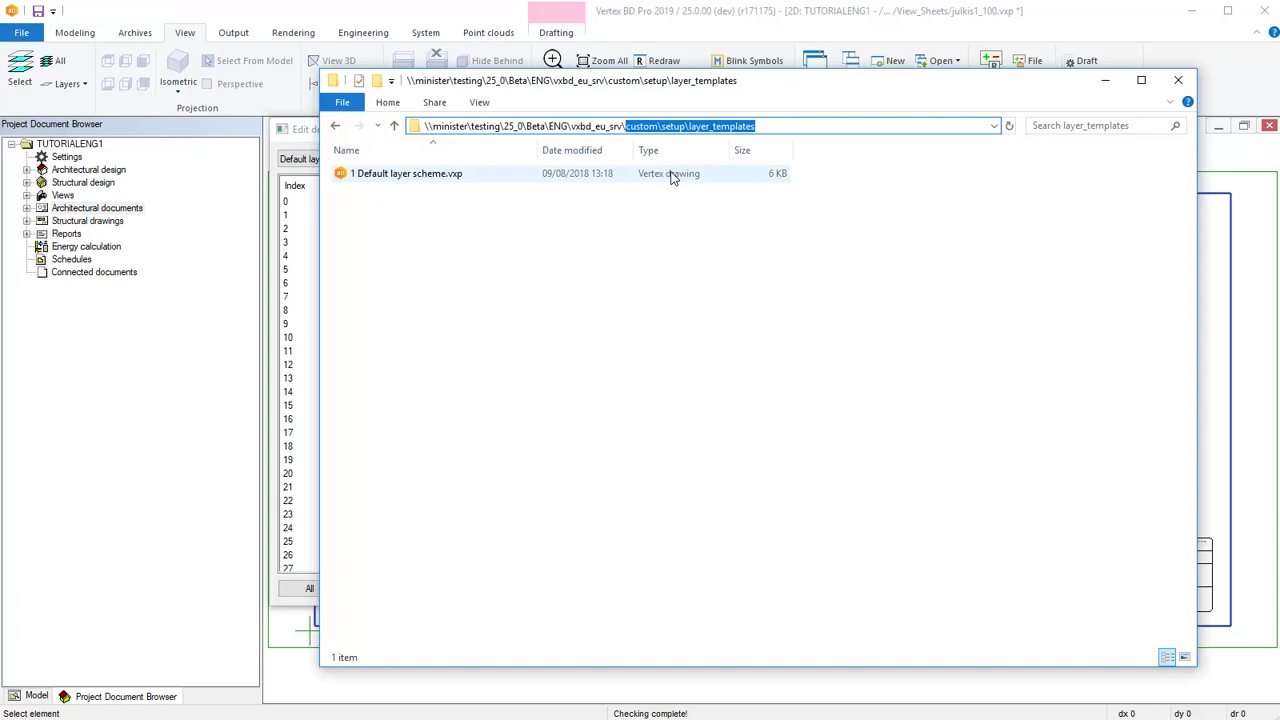 Vertex BD Pro 2019 / 25.0.00 (dev) (r171175) - [2D: TUTORIALENG1 - /... /View_Sheets/julkis1_100.vxp *]
File Modeling Archives View Output Rendering Engineering System Point clouds Drafting
Select
All
Layers
Isometric
Select From Model
Perspective
Projection
View 3D
Hide Behind
Zoom All
Redraw
Blink Symbols
New
Open
File
Draft
\\minister\testing\25_0\Beta\ENG\vxbd_eu_srv\custom\setup\layer_templates
File Home Share View
\\minister\testing\25_0\Beta\ENG\vxbd_eu_srv\custom\setup\layer_templates
Search layer_templates
Name Date modified Type Size
1 Default layer scheme.vxp 09/08/2018 13:18 Vertex drawing 6 KB
1 item
Project Document Browser
TUTORIALENG1
Settings
Architectural design
Structural design
Views
Architectural documents
Structural drawings
Reports
Energy calculation
Schedules
Connected documents
Edit de
Default lay
Index
0
1
2
3
4
5
6
7
8
9
10
11
12
13
14
15
16
17
18
19
20
21
22
23
24
25
26
27
All
Model Project Document Browser
Select element Checking complete! dx 0 dy 0 dr 0